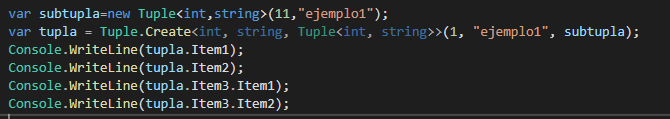 var subtupla=new Tuple<int,string>(11,"ejemplo1");
var tupla = Tuple.Create<int, string, Tuple<int, string>>(1, "ejemplo1", subtupla);
Console.WriteLine(tupla.Item1);
Console.WriteLine(tupla.Item2);
Console.WriteLine(tupla.Item3.Item1);
Console.WriteLine(tupla.Item3.Item2);